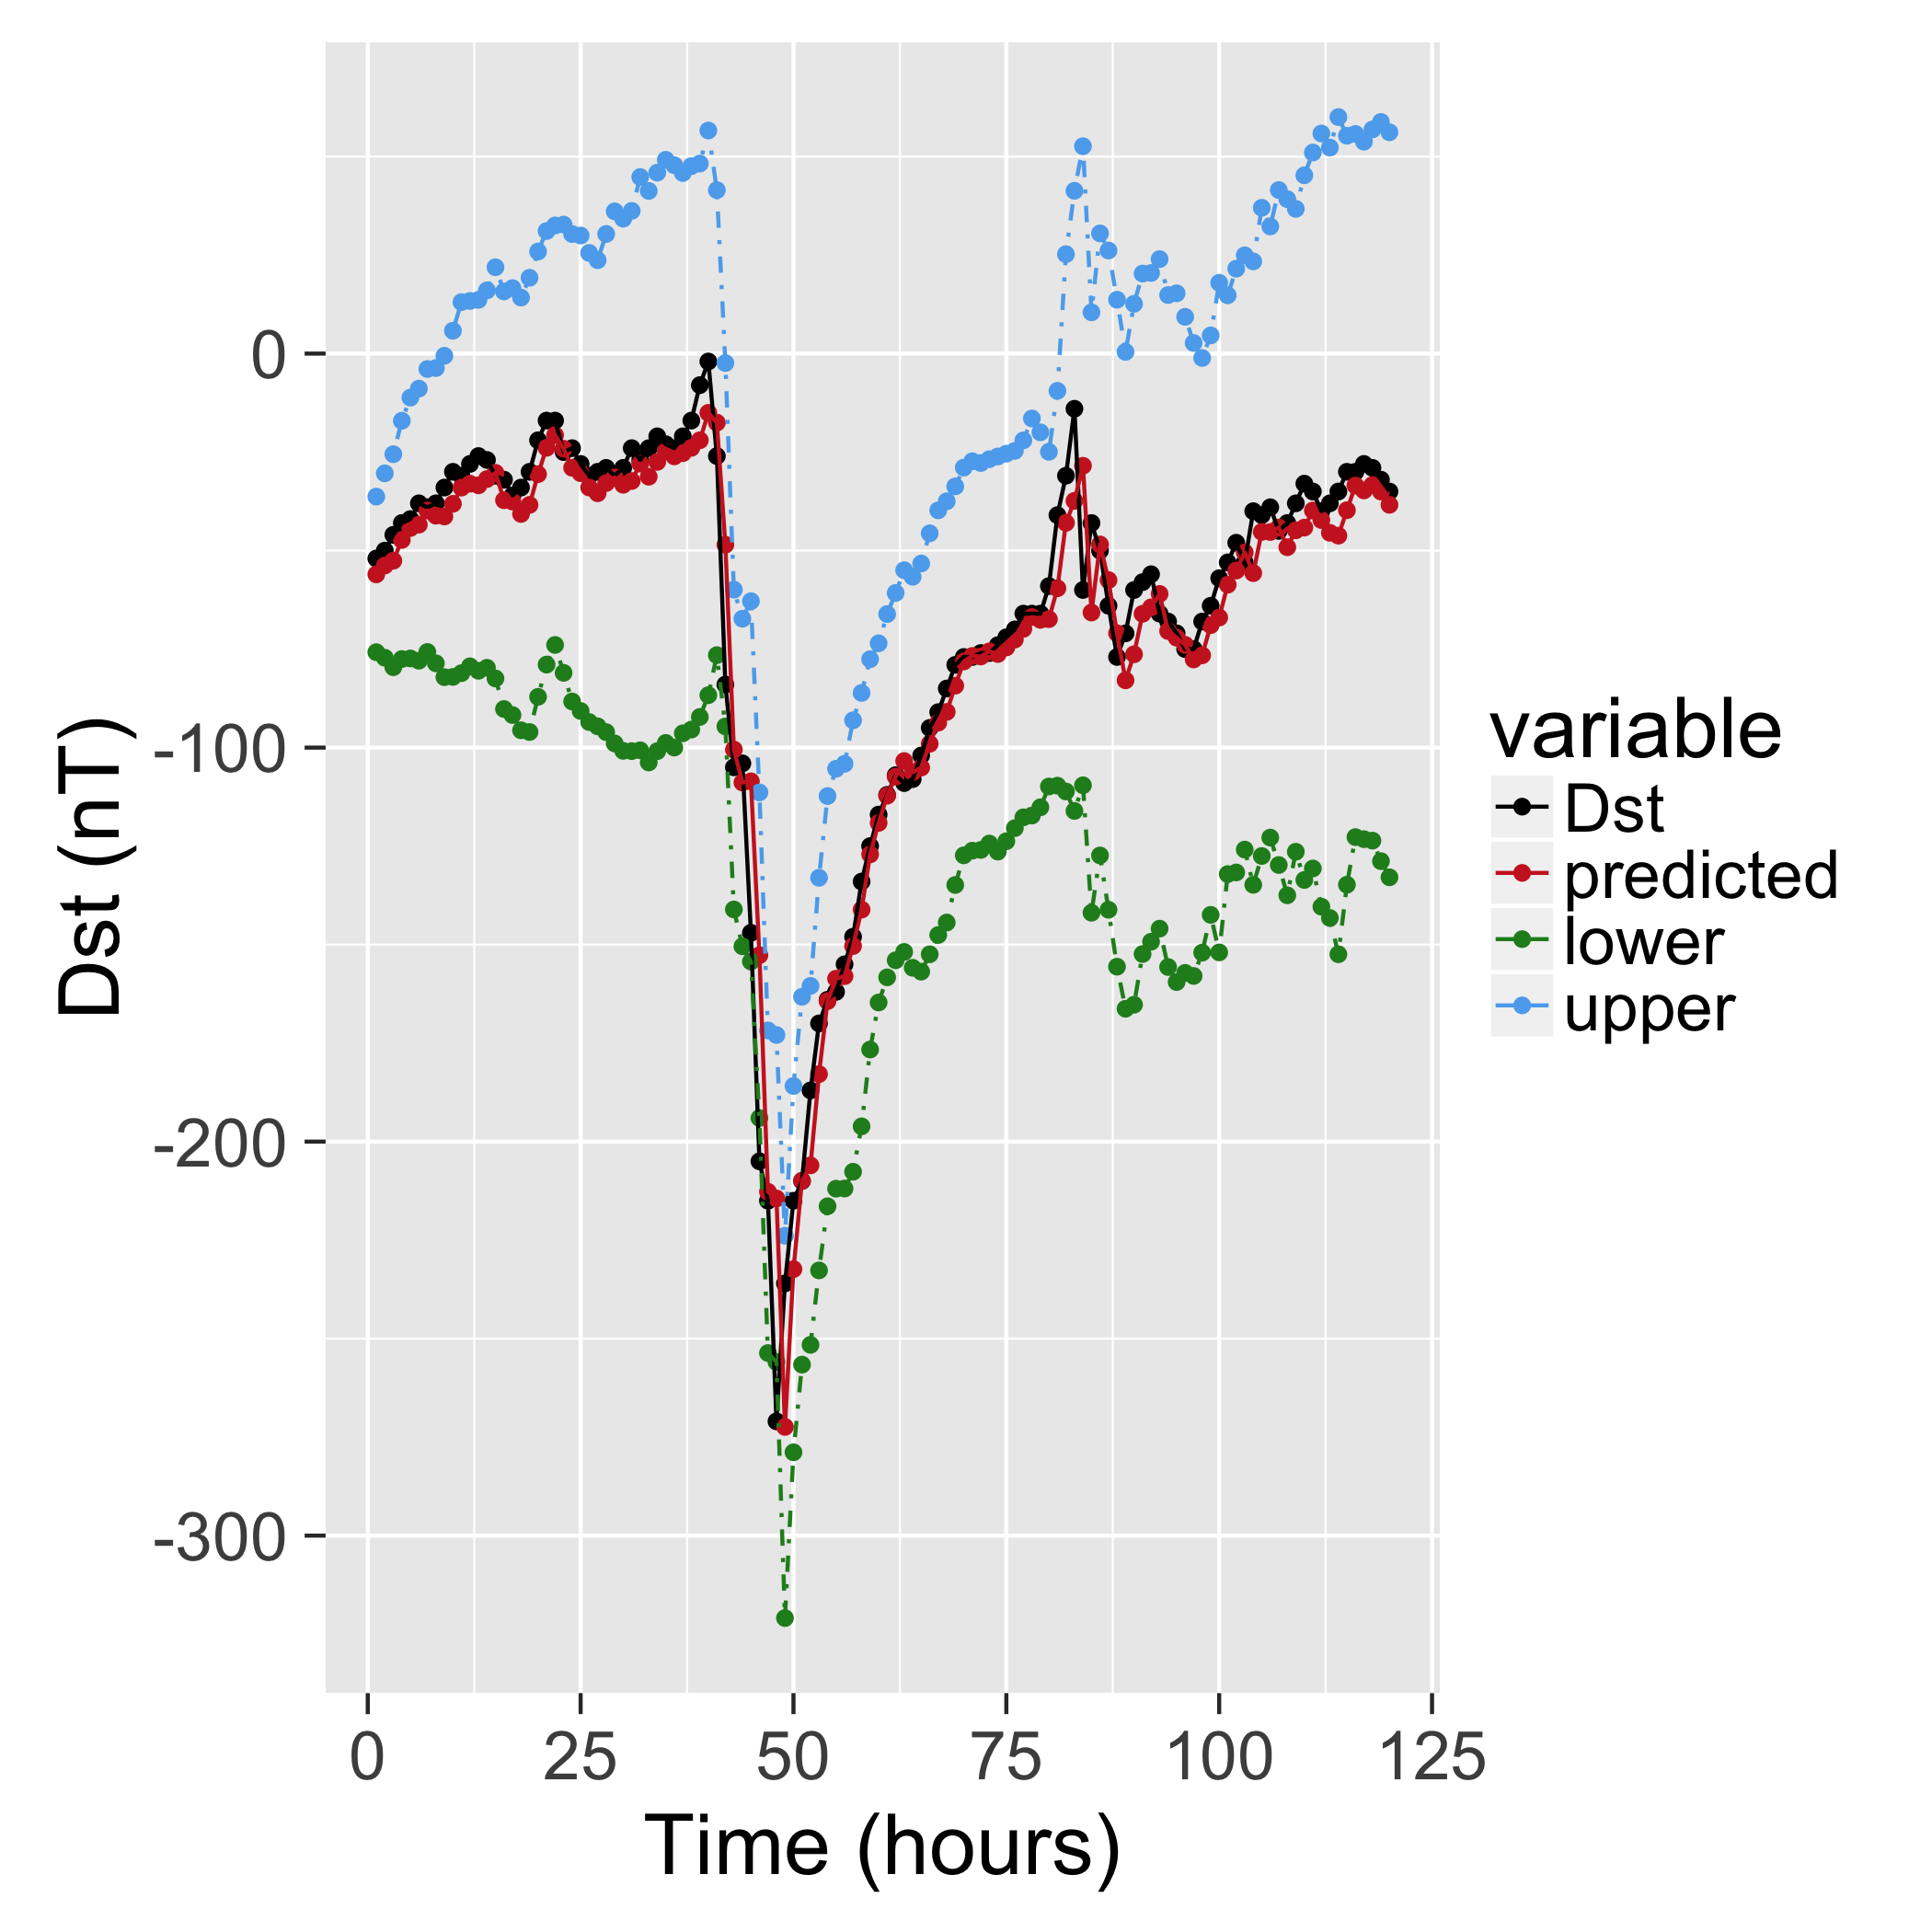 Dst (nT)
0
-100
-200
-300
0 25 50 75 100 125
Time (hours)
variable
Dst
predicted
lower
upper